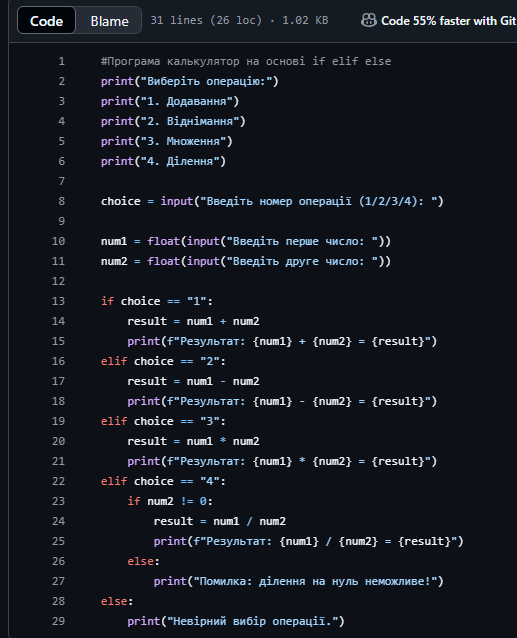 Code Blame 31 lines (26 loc) · 1.02 KB Code 55% faster with Git
1 #Програма калькулятор на основі if elif else
2 print("Виберіть операцію:")
3 print("1. Додавання")
4 print("2. Віднімання")
5 print("3. Множення")
6 print("4. Ділення")
7
8 choice = input("Введіть номер операції (1/2/3/4): ")
9
10 num1 = float(input("Введіть перше число: "))
11 num2 = float(input("Введіть друге число: "))
12
13 if choice == "1":
14     result = num1 + num2
15     print(f"Результат: {num1} + {num2} = {result}")
16 elif choice == "2":
17     result = num1 - num2
18     print(f"Результат: {num1} - {num2} = {result}")
19 elif choice == "3":
20     result = num1 * num2
21     print(f"Результат: {num1} * {num2} = {result}")
22 elif choice == "4":
23     if num2 != 0:
24         result = num1 / num2
25         print(f"Результат: {num1} / {num2} = {result}")
26     else:
27         print("Помилка: ділення на нуль неможливе!")
28 else:
29     print("Невірний вибір операції.")